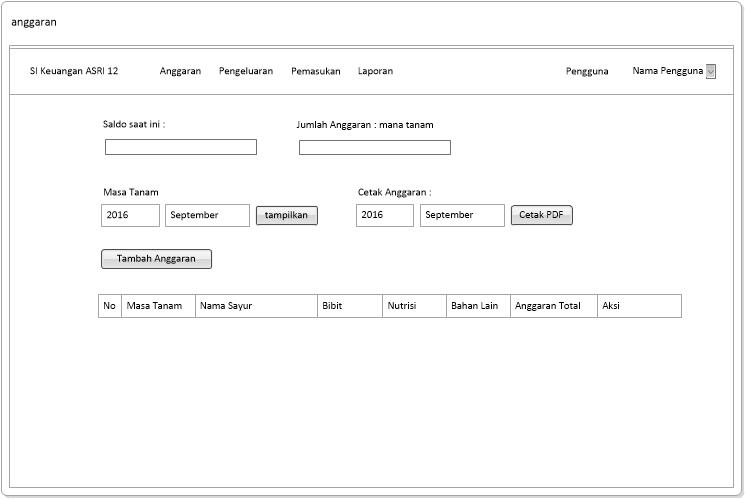 anggaran
SI Keuangan ASRI 12 Anggaran Pengeluaran Pemasukan Laporan Pengguna Nama Pengguna
Saldo saat ini : Jumlah Anggaran : mana tanam
Masa Tanam Cetak Anggaran :
2016 September tampilkan 2016 September Cetak PDF
Tambah Anggaran
No Masa Tanam Nama Sayur Bibit Nutrisi Bahan Lain Anggaran Total Aksi